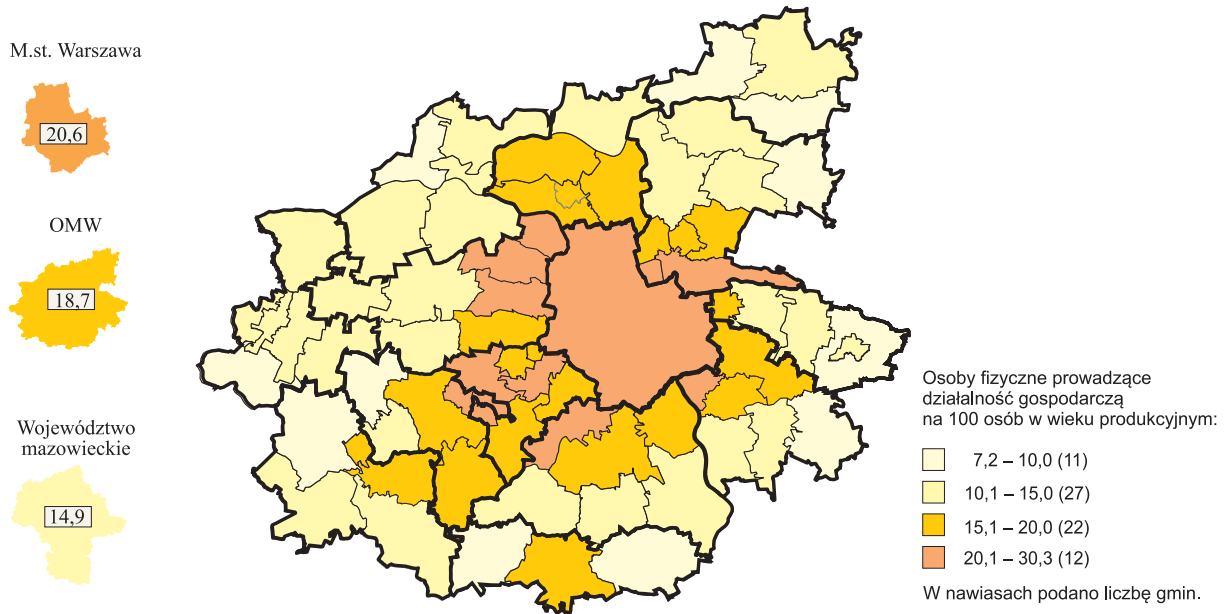 M.st. Warszawa
20,6
OMW
18,7
Województwo
mazowieckie
14,9
Osoby fizyczne prowadzące
działalność gospodarczą
na 100 osób w wieku produkcyjnym:
7,2 – 10,0 (11)
10,1 – 15,0 (27)
15,1 – 20,0 (22)
20,1 – 30,3 (12)
W nawiasach podano liczbę gmin.